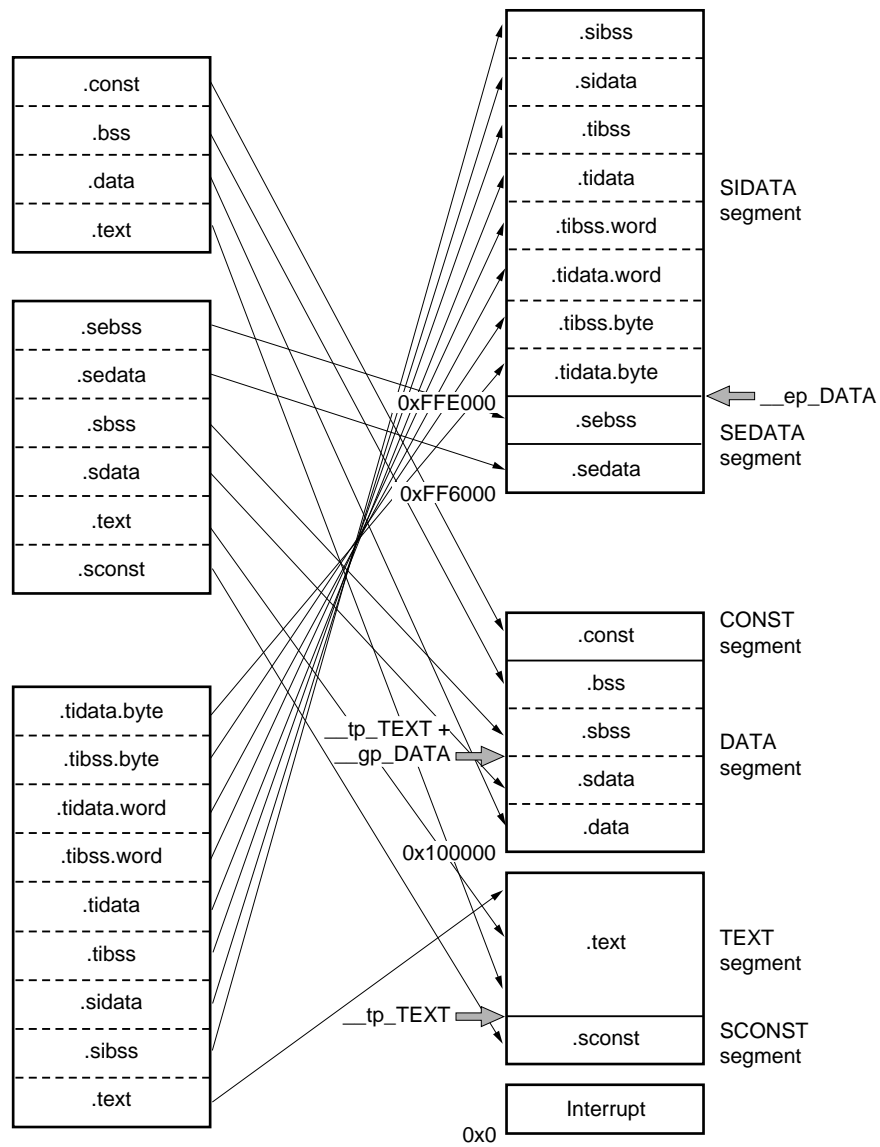 .const
.bss
.data
.text
.sebss
.sedata
.sbss
.sdata
.text
.sconst
.tidata.byte
.tibss.byte
.tidata.word
.tibss.word
.tidata
.tibss
.sidata
.sibss
.text
.sibss
.sidata
.tibss
.tidata
.tibss.word
.tidata.word
.tibss.byte
.tidata.byte
SIDATA
segment
0xFFE000
__ep_DATA
.sebss
.sedata
SEDATA
segment
0xFF6000
.const
CONST
segment
.bss
.sbss
__tp_TEXT +
__gp_DATA
.sdata
.data
DATA
segment
0x100000
.text
TEXT
segment
__tp_TEXT
.sconst
SCONST
segment
Interrupt
0x0